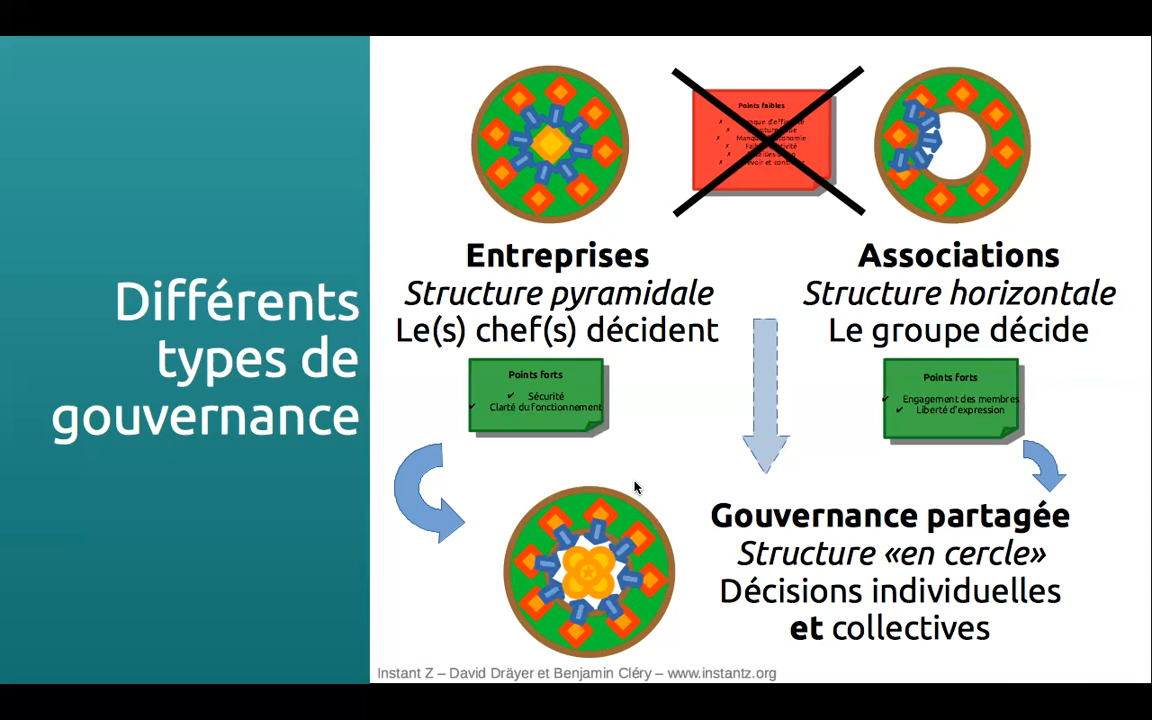 Différents
types de
gouvernance
Points faibles
Entreprises
Structure pyramidale
Le(s) chef(s) décident
Associations
Structure horizontale
Le groupe décide
Points forts
✔ Sécurité
✔ Clarté du fonctionnement
Points forts
✔ Engagement des membres
✔ Liberté d'expression
Gouvernance partagée
Structure «en cercle»
Décisions individuelles
et collectives
Instant Z – David Dräyer et Benjamin Cléry – www.instantz.org